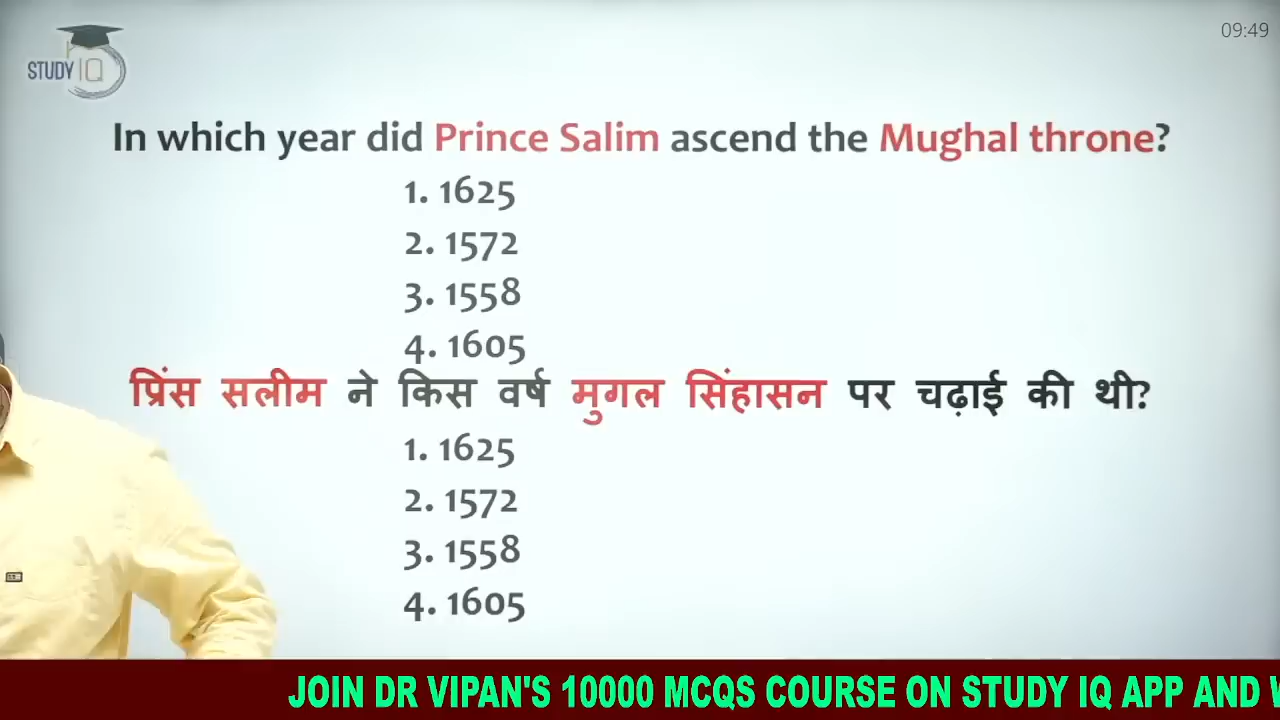 09:49
STUDY IQ
In which year did Prince Salim ascend the Mughal throne?
1. 1625
2. 1572
3. 1558
4. 1605
प्रिंस सलीम ने किस वर्ष मुगल सिंहासन पर चढ़ाई की थी?
1. 1625
2. 1572
3. 1558
4. 1605
JOIN DR VIPAN'S 10000 MCQS COURSE ON STUDY IQ APP AND